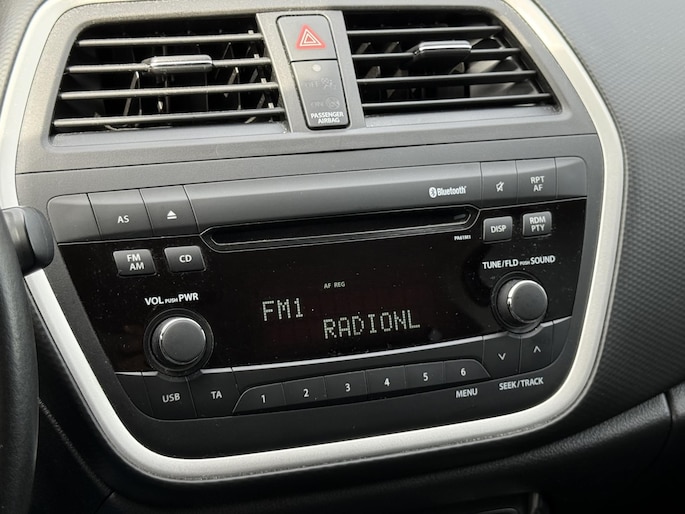 PASSENGER
AIRBAG
Bluetooth
RPT
AF
AS
DISP
RDM
PTY
FM
AM
CD
TUNE/FLD PUSH SOUND
AF REG
VOL PUSH PWR
FM1
RADIONL
USB
TA
1 2 3 4 5 6
MENU
SEEK/TRACK